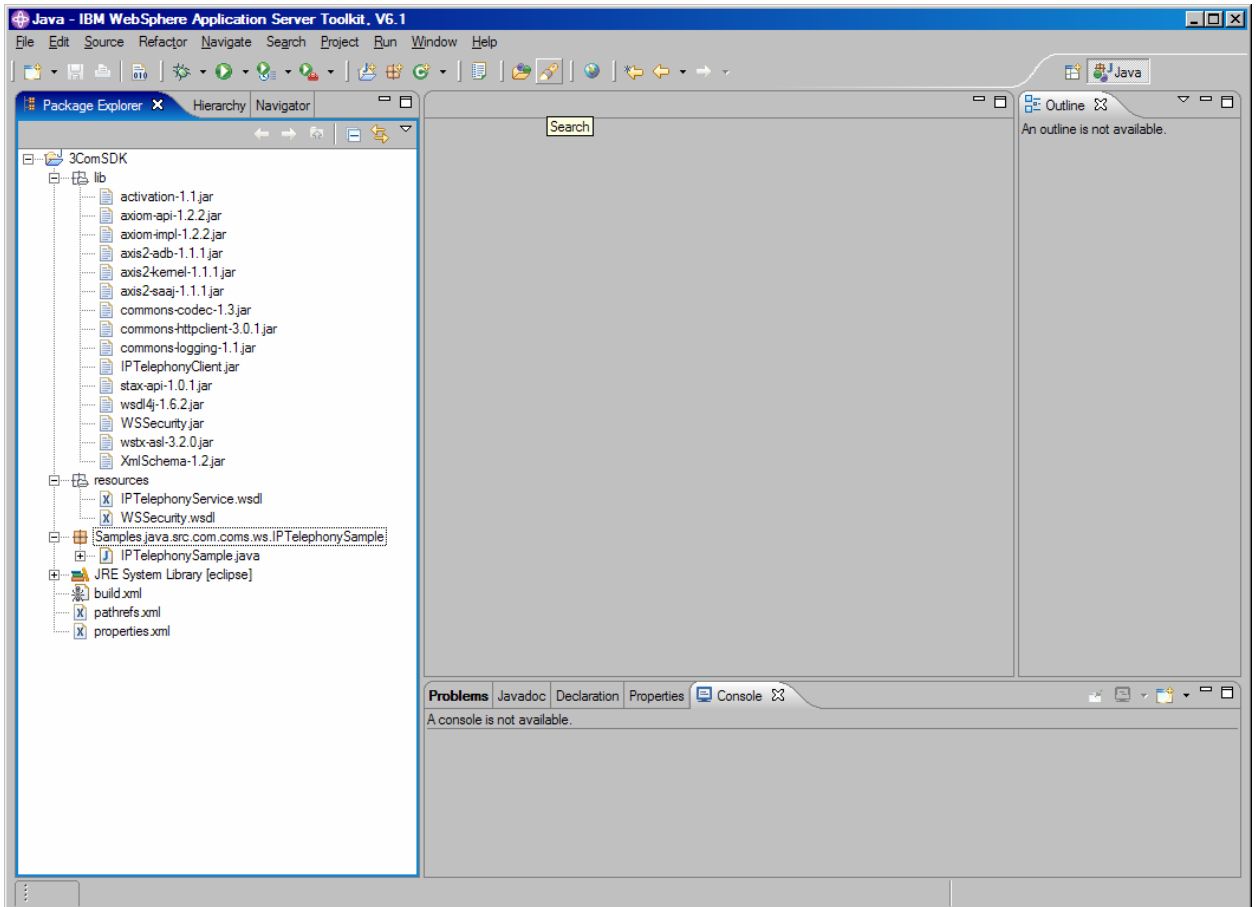 Java - IBM WebSphere Application Server Toolkit, V6.1
File Edit Source Refactor Navigate Search Project Run Window Help
Java
Package Explorer Hierarchy Navigator
Outline
Search
An outline is not available.
3ComSDK
lib
activation-1.1.jar
axiom-api-1.2.2.jar
axiom-impl-1.2.2.jar
axis2-adb-1.1.1.jar
axis2-kernel-1.1.1.jar
axis2-saaj-1.1.1.jar
commons-codec-1.3.jar
commons-httpclient-3.0.1.jar
commons-logging-1.1.jar
IPTelephonyClient.jar
stax-api-1.0.1.jar
wsdl4j-1.6.2.jar
WSSecurity.jar
wstx-asl-3.2.0.jar
XmlSchema-1.2.jar
resources
IPTelephonyService.wsdl
WSSecurity.wsdl
Samples.java.src.com.coms.ws.IPTelephonySample
IPTelephonySample.java
JRE System Library [eclipse]
build.xml
pathrefs.xml
properties.xml
Problems Javadoc Declaration Properties Console
A console is not available.